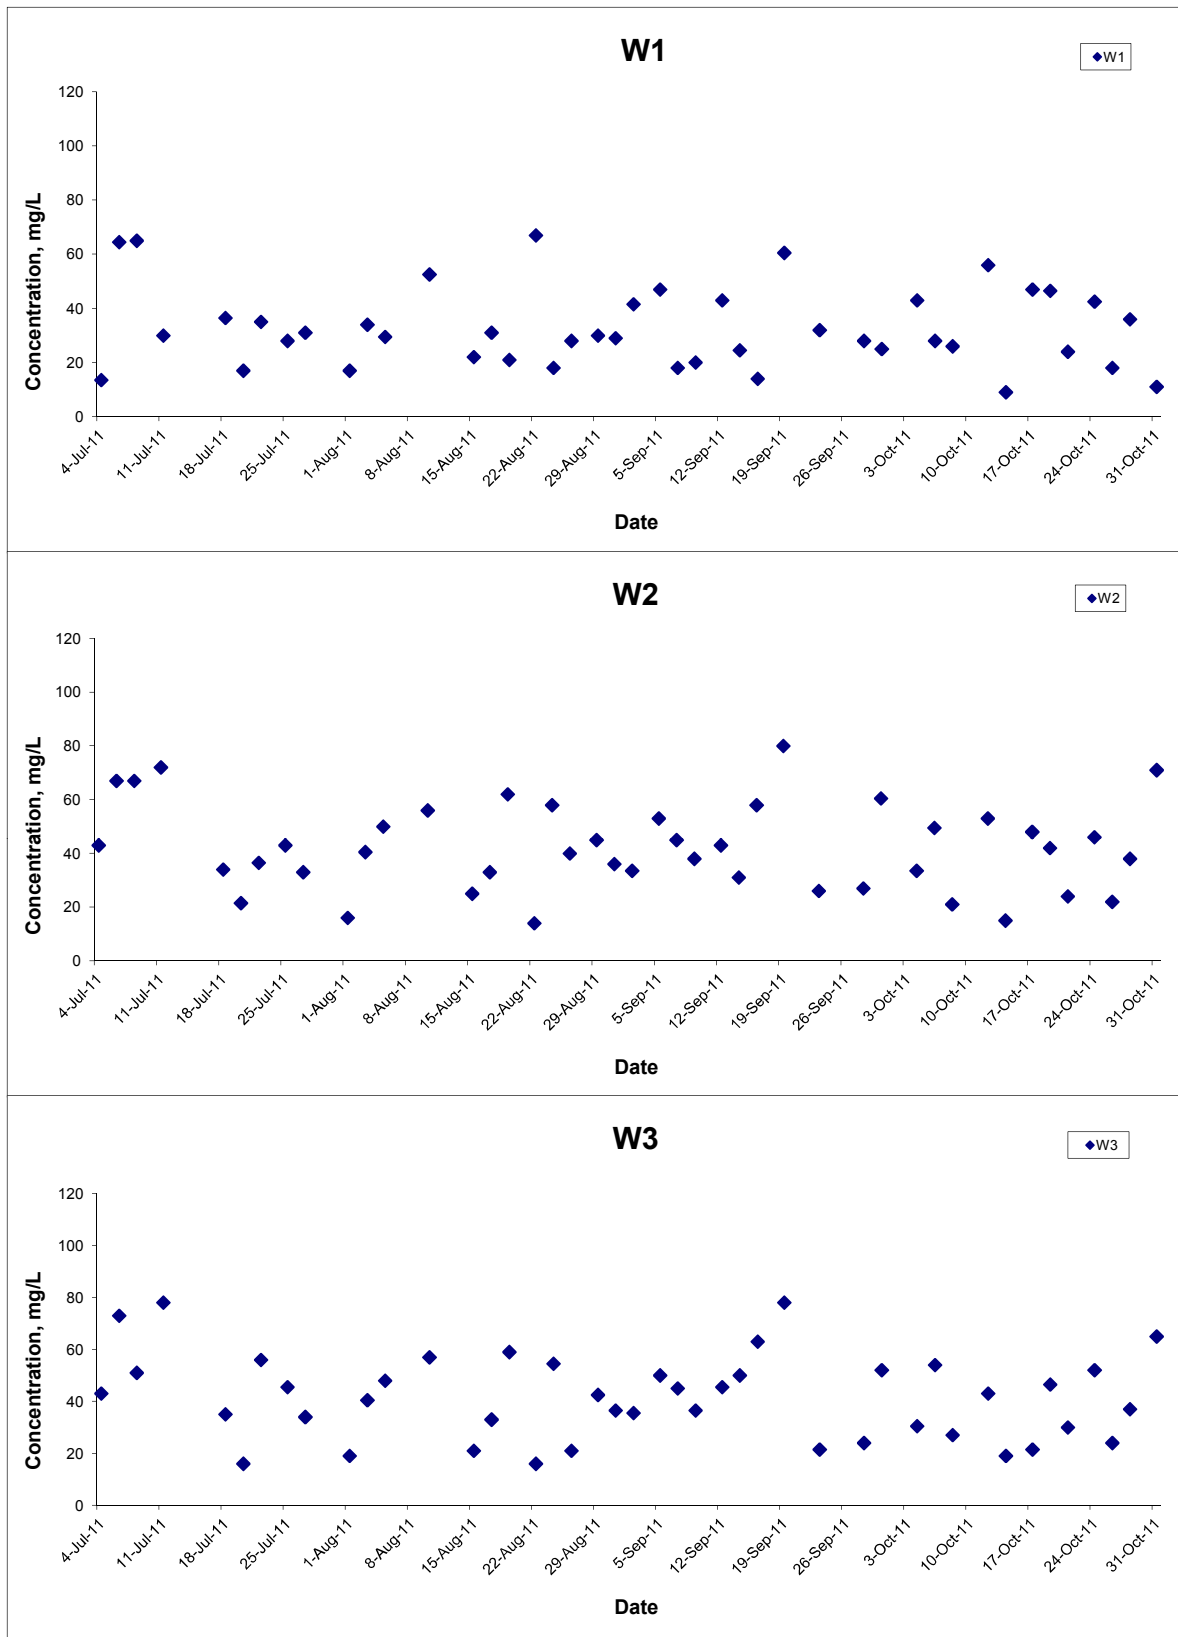 W1
W1
120
100
80
60
40
20
0
Concentration, mg/L
4-Jul-11 11-Jul-11 18-Jul-11 25-Jul-11 1-Aug-11 8-Aug-11 15-Aug-11 22-Aug-11 29-Aug-11 5-Sep-11 12-Sep-11 19-Sep-11 26-Sep-11 3-Oct-11 10-Oct-11 17-Oct-11 24-Oct-11 31-Oct-11
Date
W2
W2
120
100
80
60
40
20
0
Concentration, mg/L
4-Jul-11 11-Jul-11 18-Jul-11 25-Jul-11 1-Aug-11 8-Aug-11 15-Aug-11 22-Aug-11 29-Aug-11 5-Sep-11 12-Sep-11 19-Sep-11 26-Sep-11 3-Oct-11 10-Oct-11 17-Oct-11 24-Oct-11 31-Oct-11
Date
W3
W3
120
100
80
60
40
20
0
Concentration, mg/L
4-Jul-11 11-Jul-11 18-Jul-11 25-Jul-11 1-Aug-11 8-Aug-11 15-Aug-11 22-Aug-11 29-Aug-11 5-Sep-11 12-Sep-11 19-Sep-11 26-Sep-11 3-Oct-11 10-Oct-11 17-Oct-11 24-Oct-11 31-Oct-11
Date